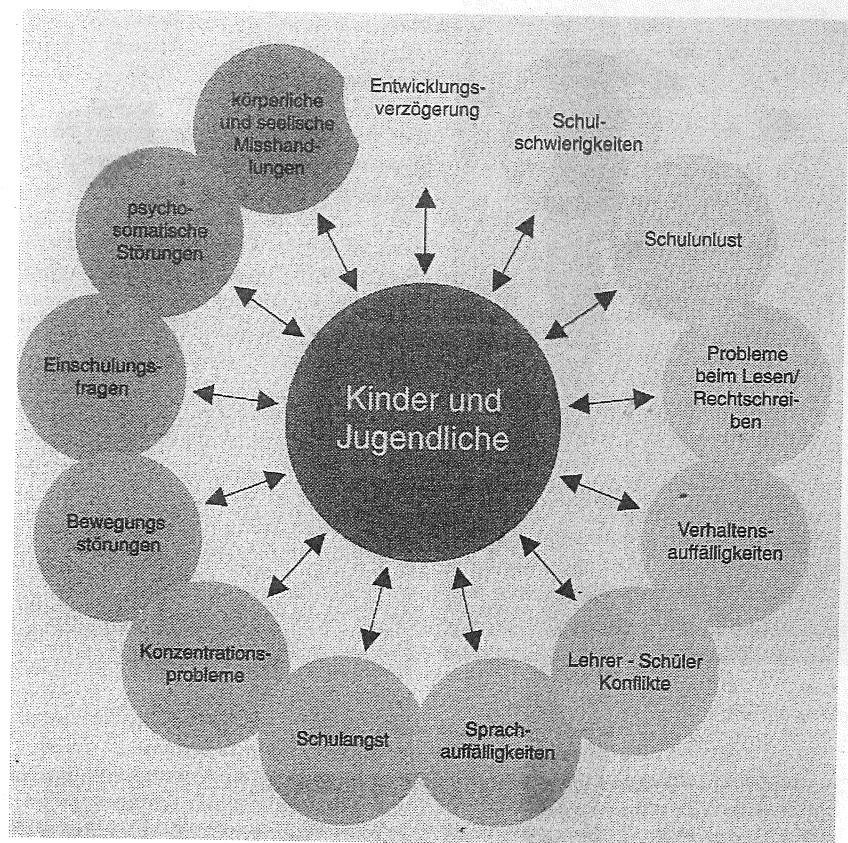 Entwicklungs-
verzögerung
Schul-
schwierigkeiten
Schulunlust
Probleme
beim Lesen/
Rechtschrei-
ben
Verhaltens-
auffälligkeiten
Lehrer - Schüler
Konflikte
Sprach-
auffälligkeiten
Schulangst
Konzentrations-
probleme
Bewegungs
störungen
Einschulungs-
fragen
psycho-
somatische
Störungen
körperliche
und seelische
Misshand-
lungen
Kinder und
Jugendliche